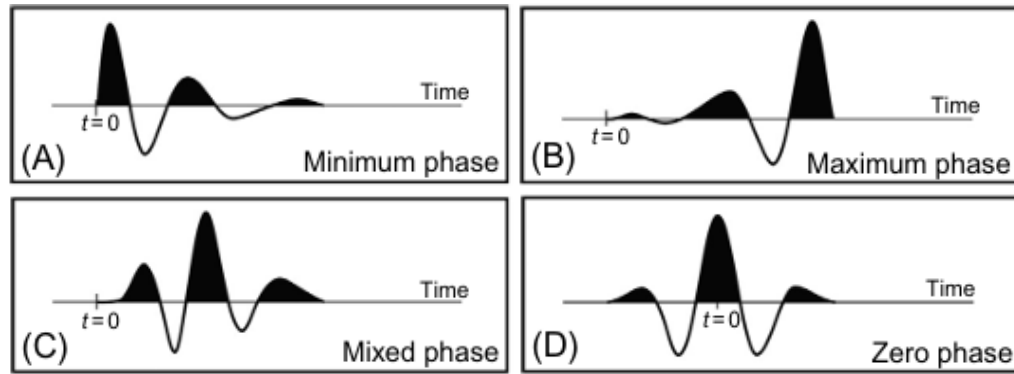 Time
t=0
(A)
Minimum phase
Time
t=0
(B)
Maximum phase
Time
t=0
(C)
Mixed phase
Time
t=0
(D)
Zero phase